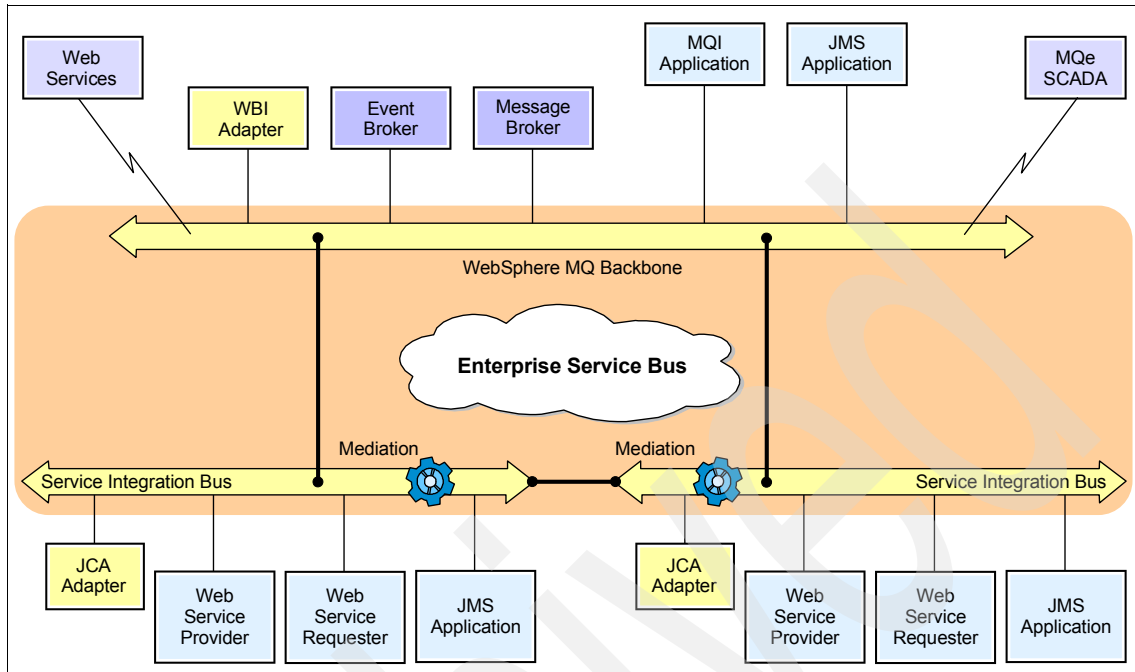 Web
Services
WBI
Adapter
Event
Broker
Message
Broker
MQI
Application
JMS
Application
MQe
SCADA
WebSphere MQ Backbone
Enterprise Service Bus
Mediation
Mediation
Service Integration Bus
Service Integration Bus
JCA
Adapter
Web
Service
Provider
Web
Service
Requester
JMS
Application
JCA
Adapter
Web
Service
Provider
Web
Service
Requester
JMS
Application